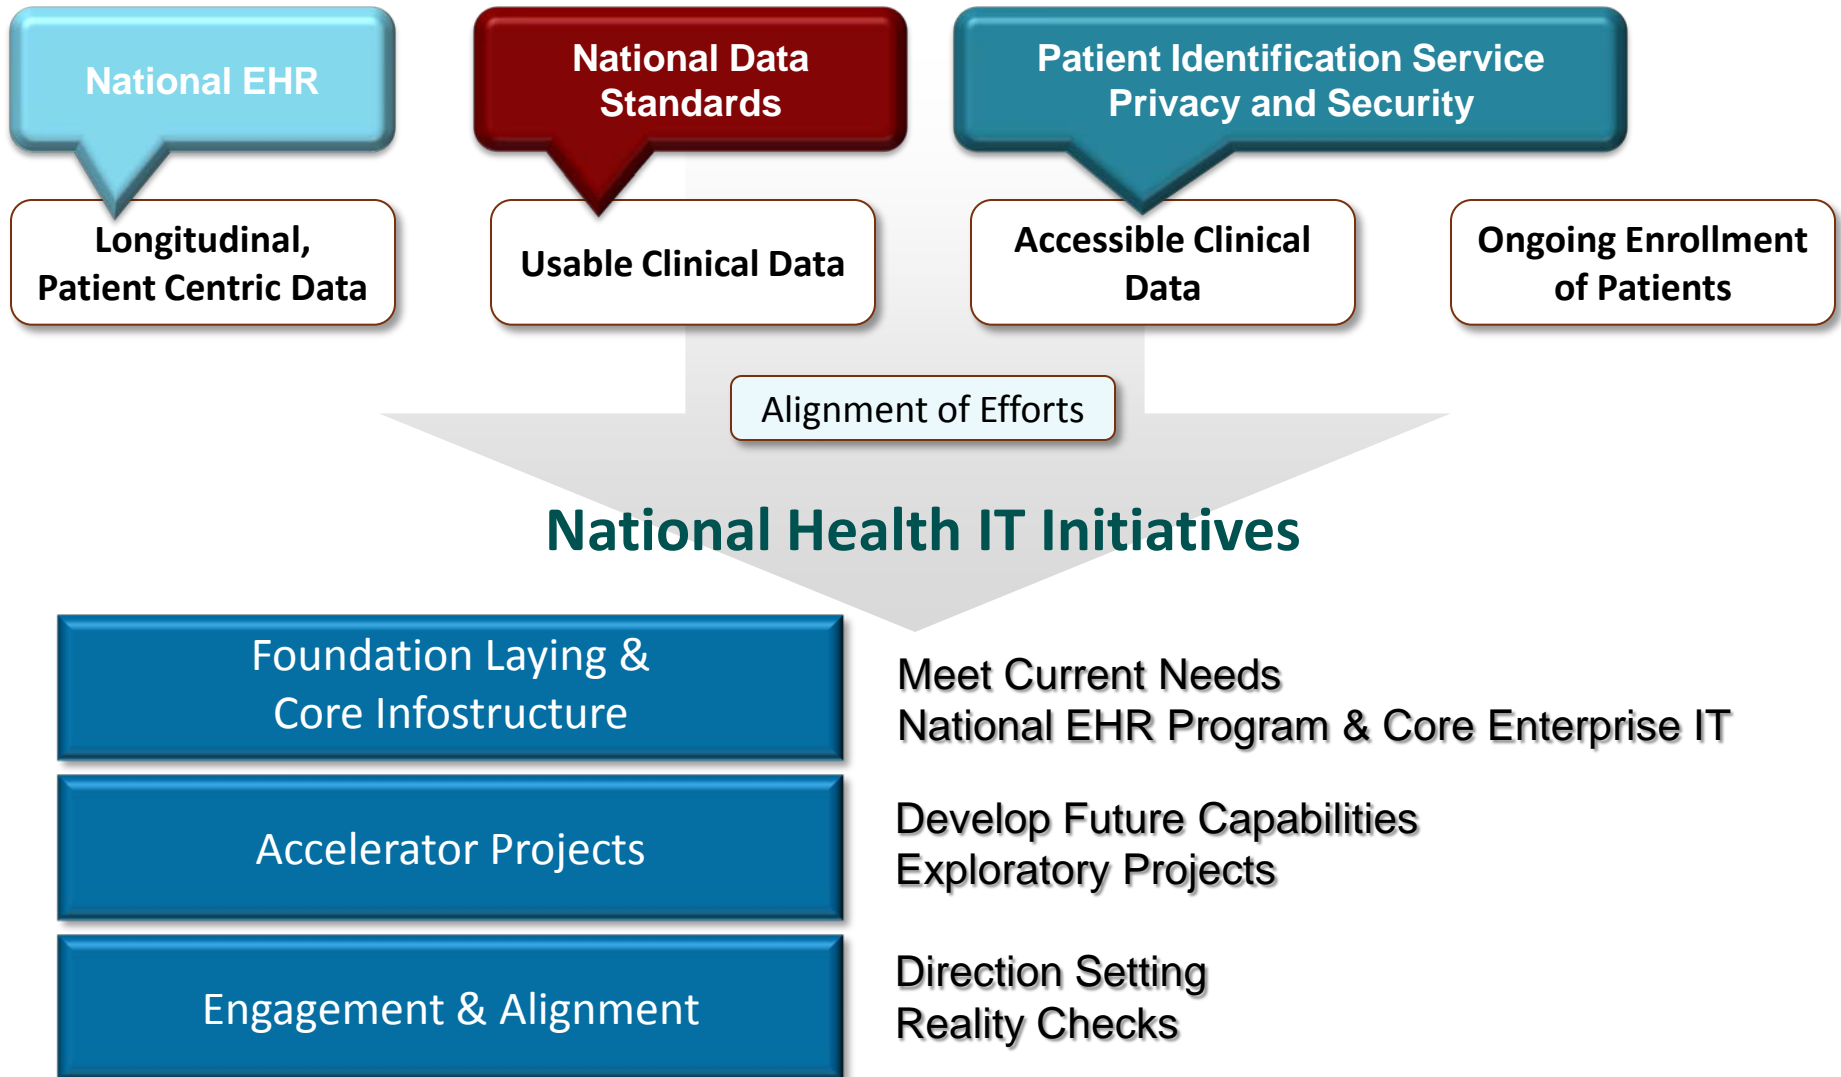 National EHR
National Data
Standards
Patient Identification Service
Privacy and Security
Longitudinal,
Patient Centric Data
Usable Clinical Data
Accessible Clinical
Data
Ongoing Enrollment
of Patients
Alignment of Efforts
National Health IT Initiatives
Foundation Laying &
Core Infostructure
Meet Current Needs
National EHR Program & Core Enterprise IT
Accelerator Projects
Develop Future Capabilities
Exploratory Projects
Engagement & Alignment
Direction Setting
Reality Checks